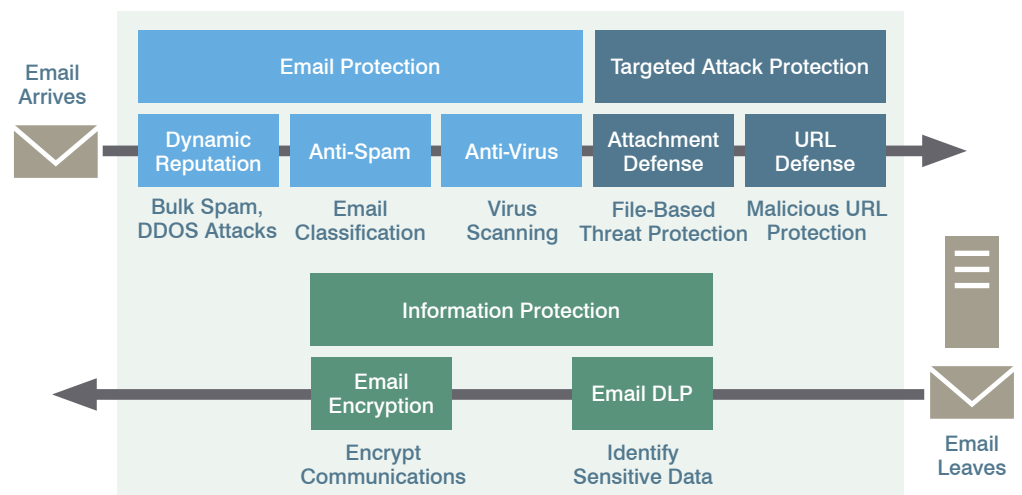 Email Protection
Targeted Attack Protection
Email
Arrives
Dynamic
Reputation
Anti-Spam
Anti-Virus
Attachment
Defense
URL
Defense
Bulk Spam,
DDOS Attacks
Email
Classification
Virus
Scanning
File-Based
Threat Protection
Malicious URL
Protection
Information Protection
Email
Encryption
Email DLP
Encrypt
Communications
Identify
Sensitive Data
Email
Leaves